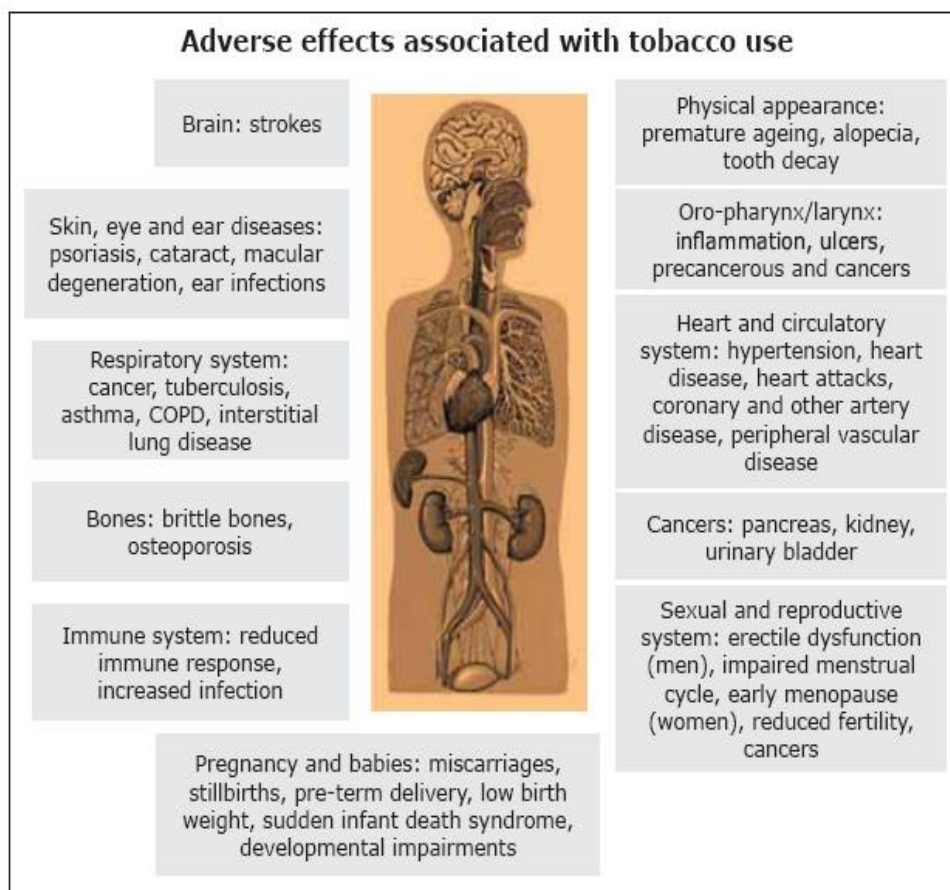 Adverse effects associated with tobacco use
Brain: strokes
Skin, eye and ear diseases:
psoriasis, cataract, macular
degeneration, ear infections
Respiratory system:
cancer, tuberculosis,
asthma, COPD, interstitial
lung disease
Bones: brittle bones,
osteoporosis
Immune system: reduced
immune response,
increased infection
Physical appearance:
premature ageing, alopecia,
tooth decay
Oro-pharynx/larynx:
inflammation, ulcers,
precancerous and cancers
Heart and circulatory
system: hypertension, heart
disease, heart attacks,
coronary and other artery
disease, peripheral vascular
disease
Cancers: pancreas, kidney,
urinary bladder
Sexual and reproductive
system: erectile dysfunction
(men), impaired menstrual
cycle, early menopause
(women), reduced fertility,
cancers
Pregnancy and babies: miscarriages,
stillbirths, pre-term delivery, low birth
weight, sudden infant death syndrome,
developmental impairments